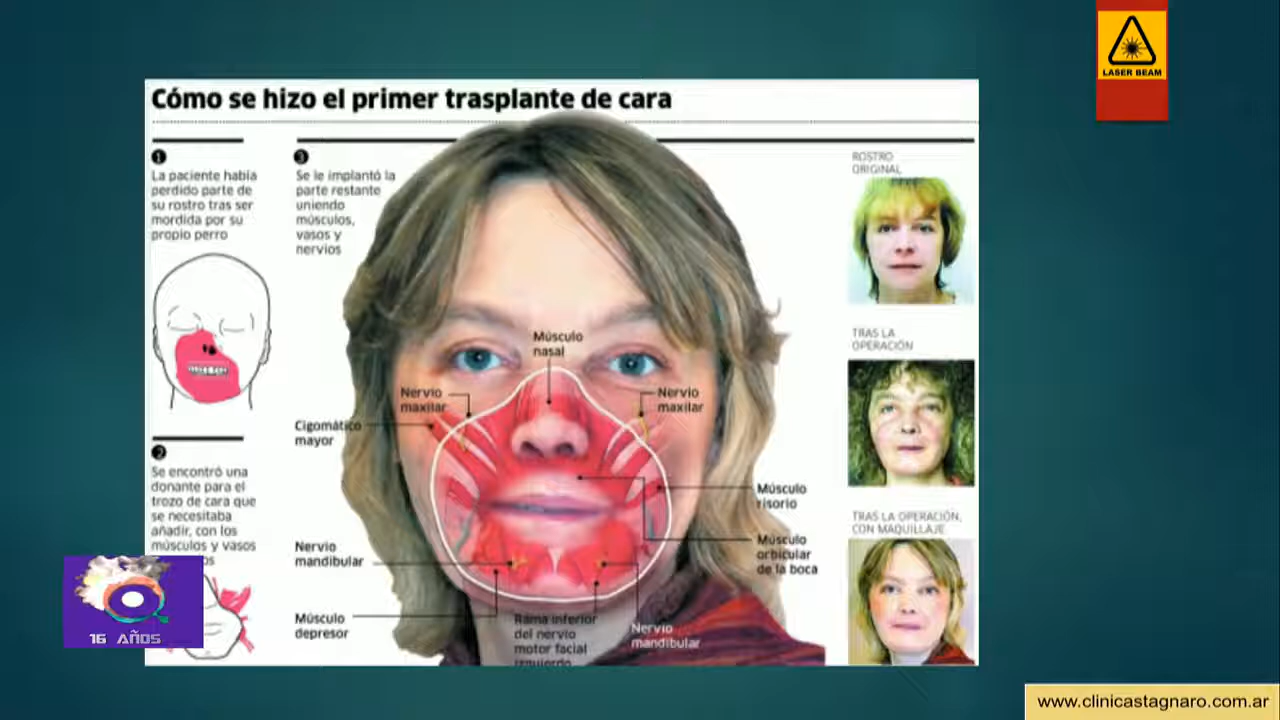 LASER BEAM
Cómo se hizo el primer trasplante de cara
1
La paciente había
perdido parte de
su rostro tras ser
mordida por su
propio perro
2
Se encontró una
donante para el
trozo de cara que
se necesitaba
añadir, con los
músculos y vasos
3
Se le implantó la
parte restante
uniendo
músculos,
vasos y
nervios
Músculo
nasal
Nervio
maxilar
Nervio
maxilar
Cigomático
mayor
Músculo
risorio
Músculo
orbicular
de la boca
Nervio
mandibular
Músculo
depresor
Rama inferior
del nervio
motor facial
izquierdo
Nervio
mandibular
ROSTRO
ORIGINAL
TRAS LA
OPERACIÓN
TRAS LA OPERACIÓN,
CON MAQUILLAJE
16 AÑOS
www.clinicastagnaro.com.ar